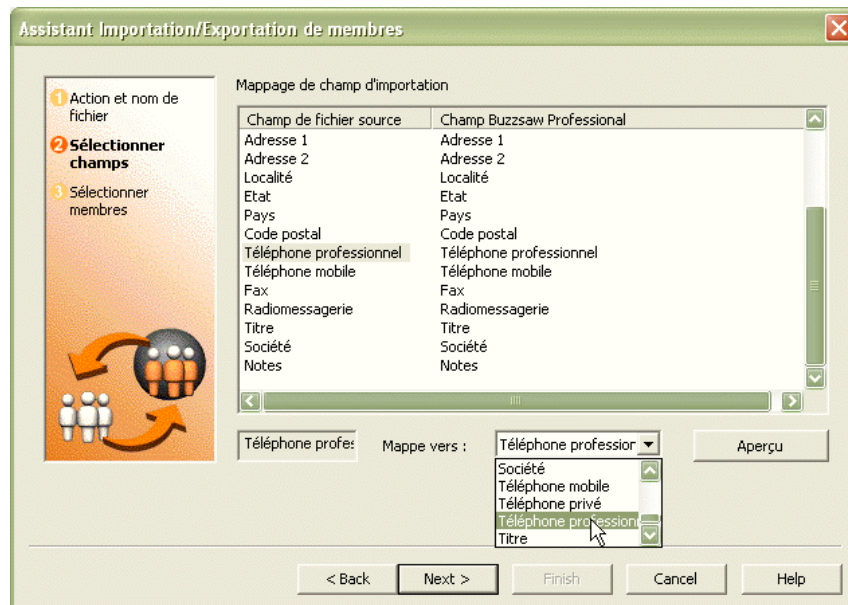 Assistant Importation/Exportation de membres
1 Action et nom de
fichier
2 Sélectionner
champs
3 Sélectionner
membres
Mappage de champ d'importation
Champ de fichier source Champ Buzzsaw Professional
Adresse 1 Adresse 1
Adresse 2 Adresse 2
Localité Localité
Etat Etat
Pays Pays
Code postal Code postal
Téléphone professionnel Téléphone professionnel
Téléphone mobile Téléphone mobile
Fax Fax
Radiomessagerie Radiomessagerie
Titre Titre
Société Société
Notes Notes
Téléphone profes Mappe vers : Téléphone profession Aperçu
Société
Téléphone mobile
Téléphone privé
Téléphone professionn
Titre
< Back Next > Finish Cancel Help